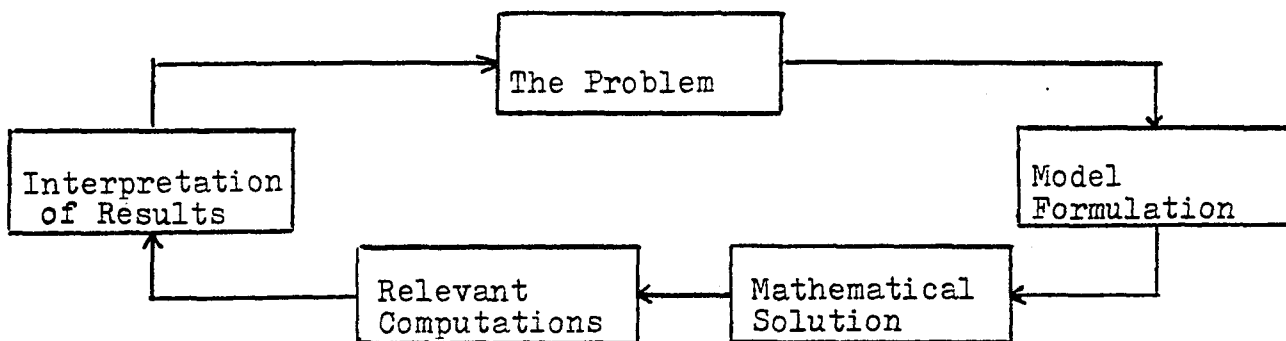 The Problem
Model
Formulation
Mathematical
Solution
Relevant
Computations
Interpretation
of Results